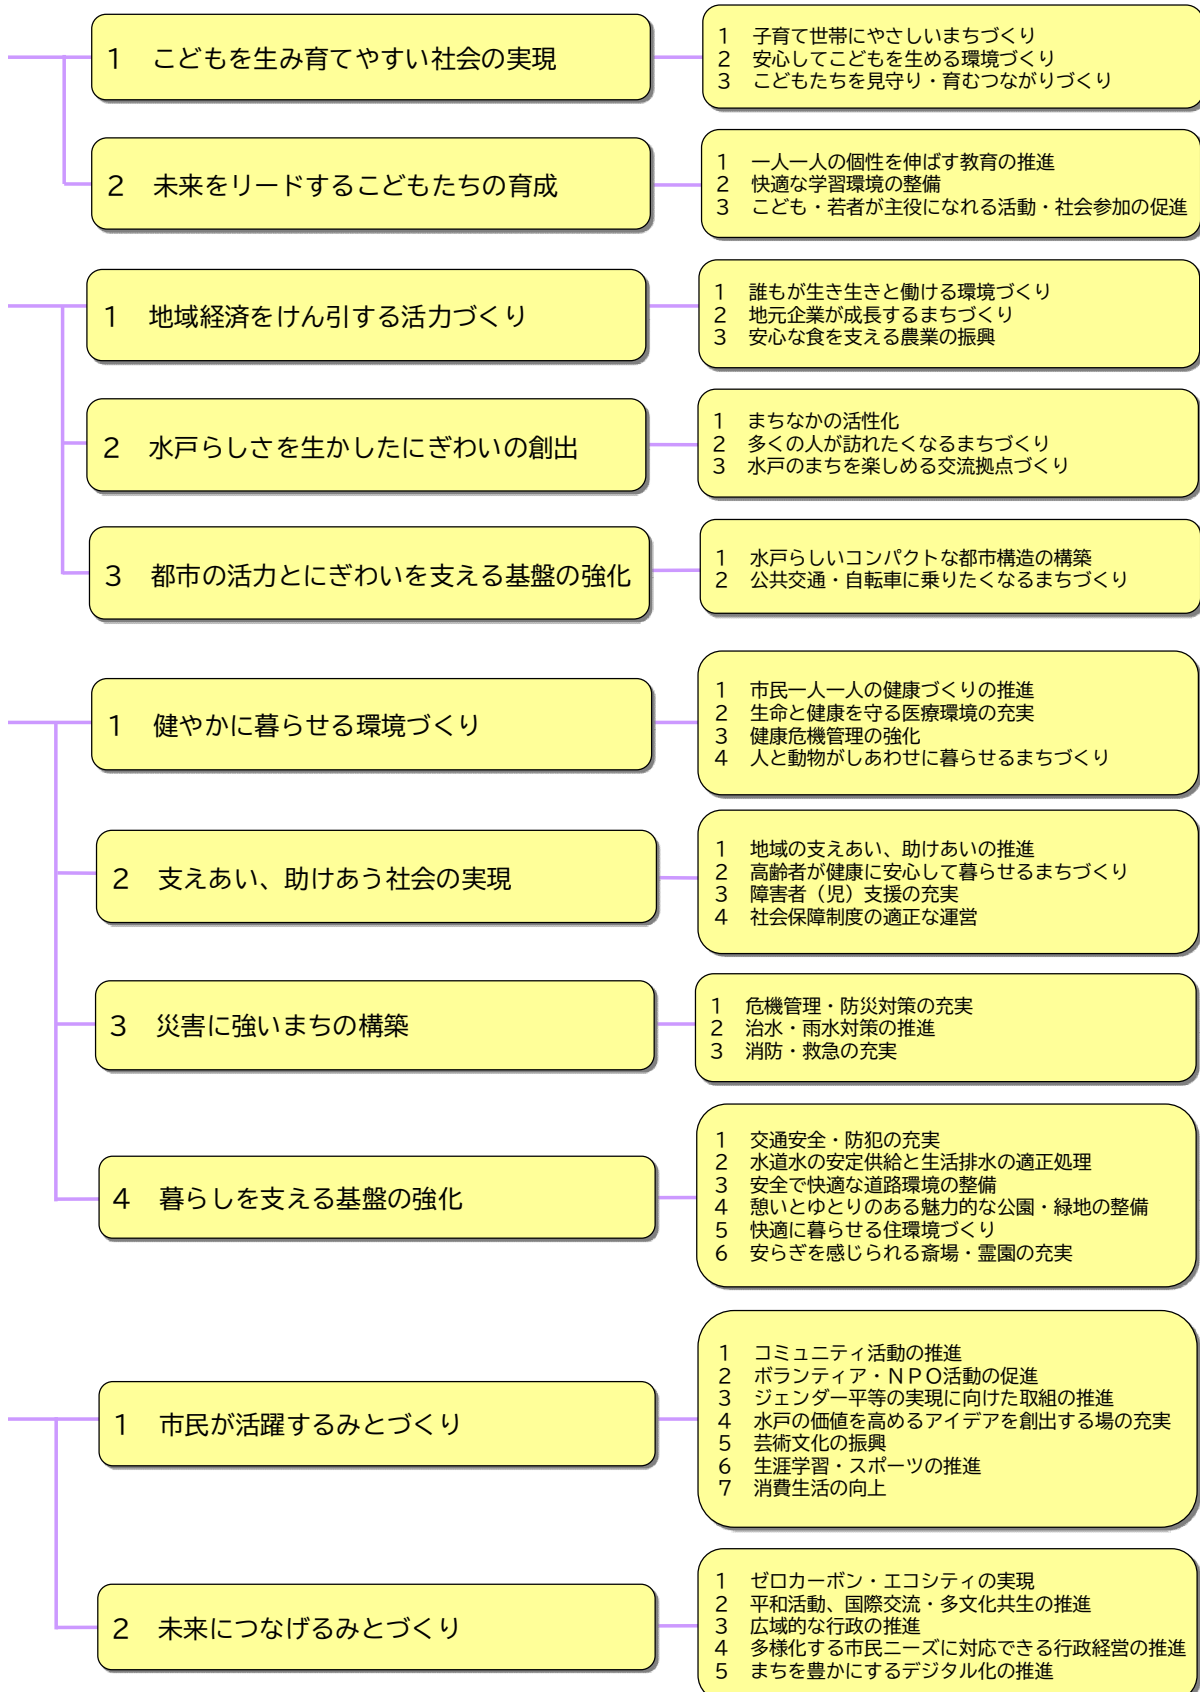 1 こどもを生み育てやすい社会の実現
1 子育て世帯にやさしいまちづくり
2 安心してこどもを生める環境づくり
3 こどもたちを見守り・育むつながりづくり
2 未来をリードするこどもたちの育成
1 一人一人の個性を伸ばす教育の推進
2 快適な学習環境の整備
3 こども・若者が主役になれる活動・社会参加の促進
1 地域経済をけん引する活力づくり
1 誰もが生き生きと働ける環境づくり
2 地元企業が成長するまちづくり
3 安心な食を支える農業の振興
2 水戸らしさを生かしたにぎわいの創出
1 まちなかの活性化
2 多くの人が訪れたくなるまちづくり
3 水戸のまちを楽しめる交流拠点づくり
3 都市の活力とにぎわいを支える基盤の強化
1 水戸らしいコンパクトな都市構造の構築
2 公共交通・自転車に乗りたくなるまちづくり
1 健やかに暮らせる環境づくり
1 市民一人一人の健康づくりの推進
2 生命と健康を守る医療環境の充実
3 健康危機管理の強化
4 人と動物がしあわせに暮らせるまちづくり
2 支えあい、助けあう社会の実現
1 地域の支えあい、助けあいの推進
2 高齢者が健康に安心して暮らせるまちづくり
3 障害者（児）支援の充実
4 社会保障制度の適正な運営
3 災害に強いまちの構築
1 危機管理・防災対策の充実
2 治水・雨水対策の推進
3 消防・救急の充実
4 暮らしを支える基盤の強化
1 交通安全・防犯の充実
2 水道水の安定供給と生活排水の適正処理
3 安全で快適な道路環境の整備
4 憩いとゆとりのある魅力的な公園・緑地の整備
5 快適に暮らせる住環境づくり
6 安らぎを感じられる斎場・霊園の充実
1 市民が活躍するみとづくり
1 コミュニティ活動の推進
2 ボランティア・ＮＰＯ活動の促進
3 ジェンダー平等の実現に向けた取組の推進
4 水戸の価値を高めるアイデアを創出する場の充実
5 芸術文化の振興
6 生涯学習・スポーツの推進
7 消費生活の向上
2 未来につなげるみとづくり
1 ゼロカーボン・エコシティの実現
2 平和活動、国際交流・多文化共生の推進
3 広域的な行政の推進
4 多様化する市民ニーズに対応できる行政経営の推進
5 まちを豊かにするデジタル化の推進